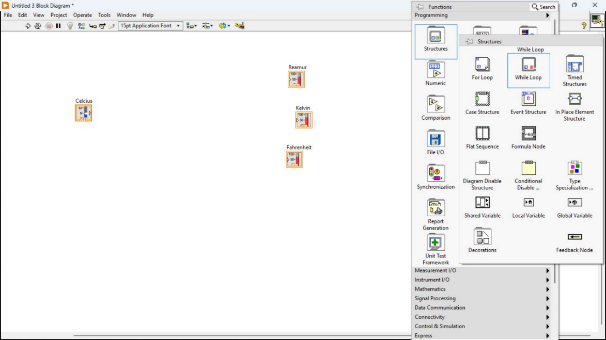 Untitled 3 Block Diagram *
File Edit View Project Operate Tools Window Help
15pt Application Font
Celcius
Reamur
Kelvin
Fahrenheit
Functions
Search
Programming
Structures
Numeric
Comparison
File I/O
Synchronization
Report
Generation
Unit Test
Framework
Measurement I/O
Instrument I/O
Mathematics
Signal Processing
Data Communication
Connectivity
Control & Simulation
Express
Structures
While Loop
For Loop
While Loop
Timed
Structures
Case Structure
Event Structure
In Place Element
Structure
Flat Sequence
Formula Node
Diagram Disable
Structure
Conditional
Disable ...
Type
Specialization ...
Shared Variable
Local Variable
Global Variable
Decorations
Feedback Node